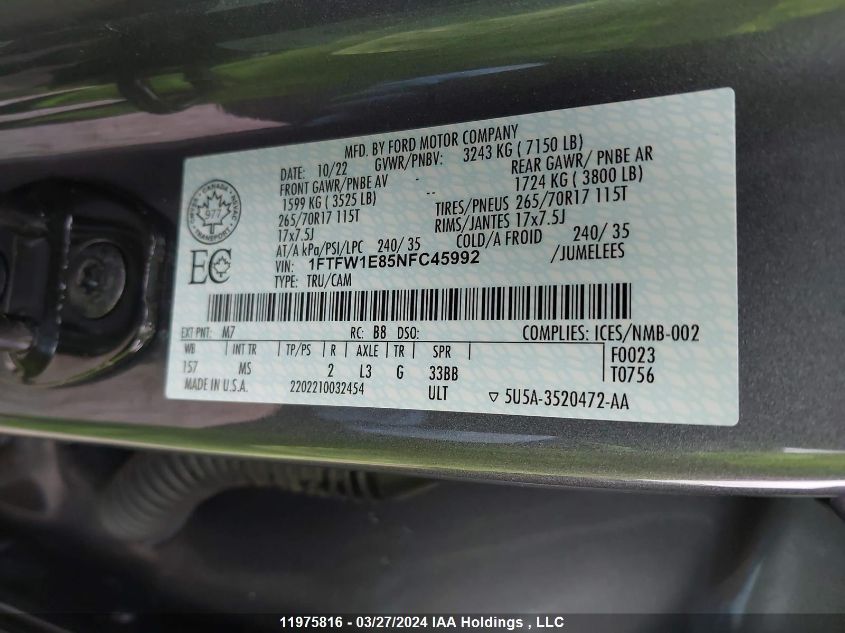 MFD. BY FORD MOTOR COMPANY
DATE: 10/22 GVWR/PNBV: 3243 KG ( 7150 LB)
FRONT GAWR/PNBE AV - REAR GAWR/ PNBE AR
1599 KG ( 3525 LB) -- 1724 KG ( 3800 LB)
265/70R17 115T TIRES/PNEUS 265/70R17 115T
17x7.5J RIMS/JANTES 17x7.5J
AT/A kPa/PSI/LPC 240/ 35 COLD/A FROID 240/ 35
VIN: 1FTFW1E85NFC45992 /JUMELEES
TYPE: TRU/CAM
CANADA
977
TRANSPORT
EC
EXT PNT: M7 RC: B8 DSO: COMPLIES: ICES/NMB-002
WB INT TR TP/PS R AXLE TR SPR F0023
157 MS 2 L3 G 33BB T0756
MADE IN U.S.A. 2202210032454 ULT ▽ 5U5A-3520472-AA
11975816 - 03/27/2024 IAA Holdings , LLC